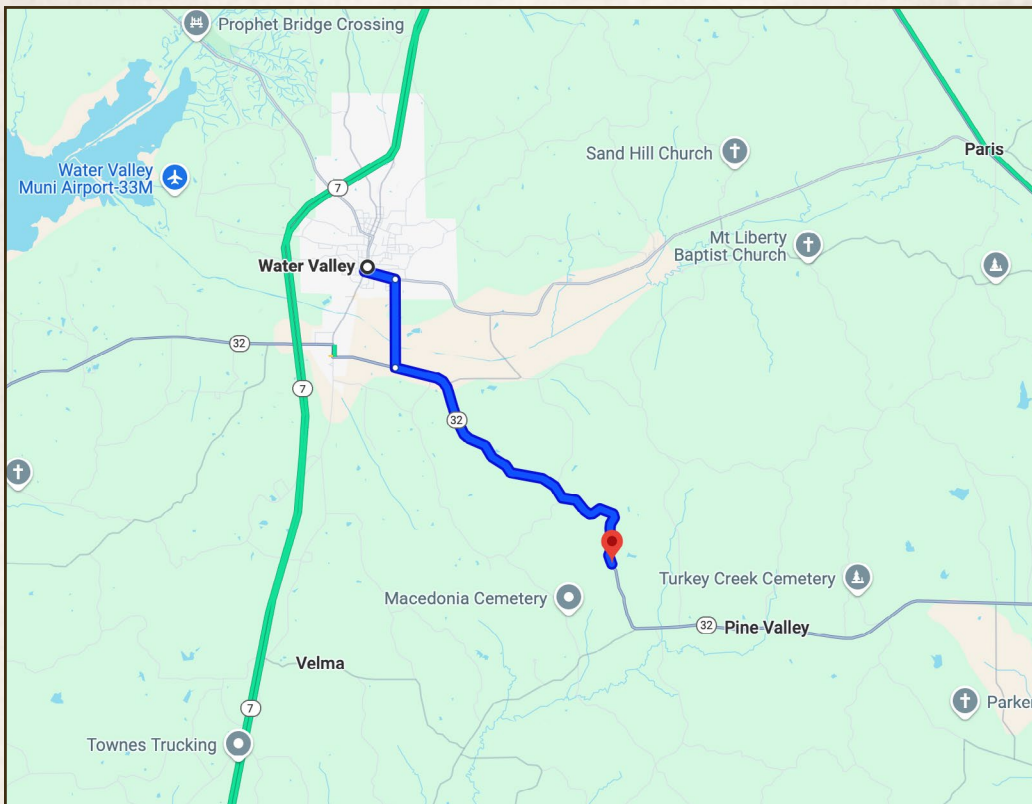 Prophet Bridge Crossing
Sand Hill Church
Paris
Water Valley
Muni Airport-33M
7
Mt Liberty
Baptist Church
Water Valley
32
7
32
Turkey Creek Cemetery
Macedonia Cemetery
32
Pine Valley
Velma
7
Parker
Townes Trucking